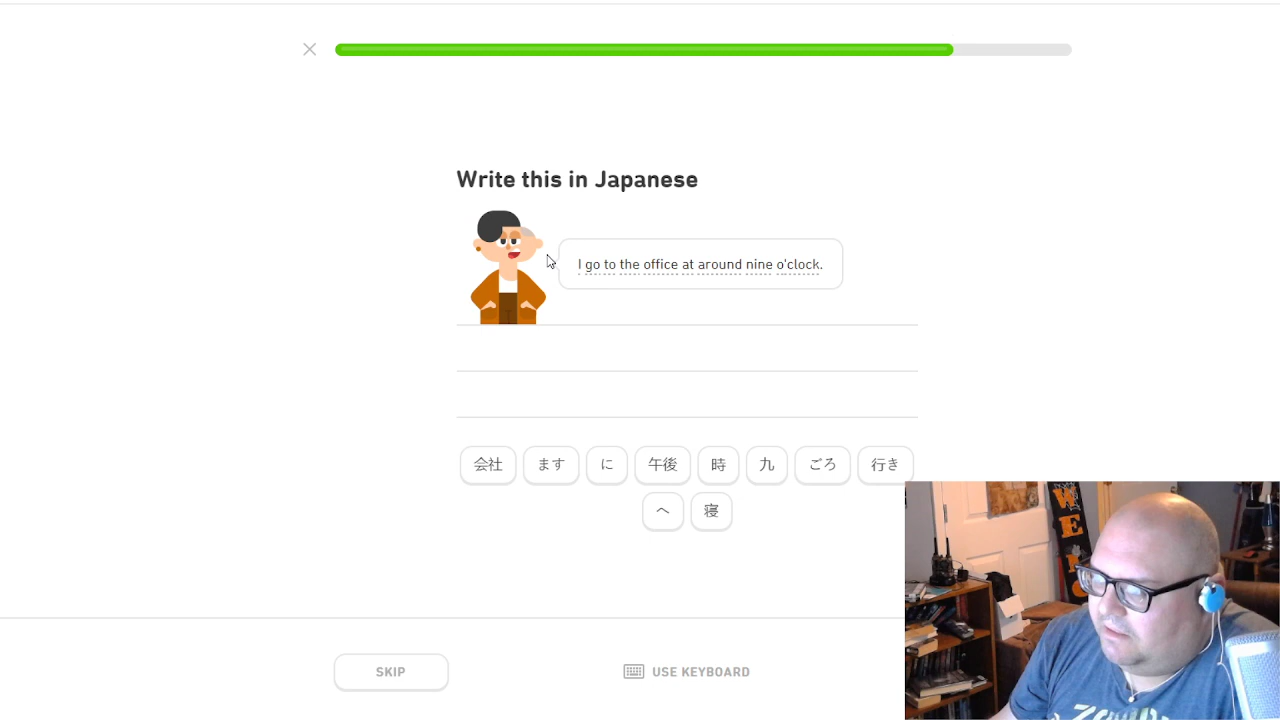 Write this in Japanese
I go to the office at around nine o'clock.
会社 ます に 午後 時 九 ごろ 行き
へ 寝
SKIP
USE KEYBOARD